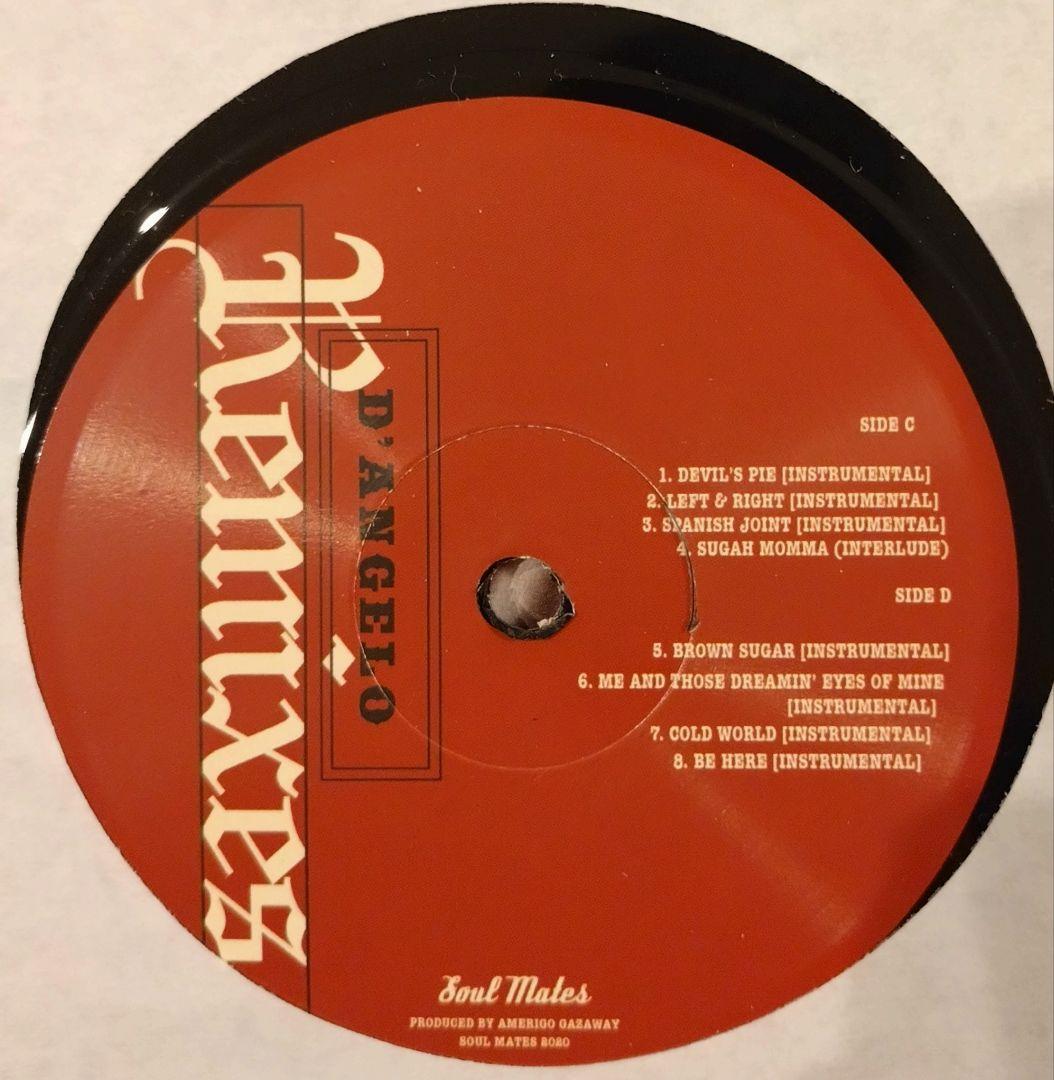 Remixes
D'ANGELO
SIDE C
1. DEVIL'S PIE [INSTRUMENTAL]
2. LEFT & RIGHT [INSTRUMENTAL]
3. SPANISH JOINT [INSTRUMENTAL]
4. SUGAH MOMMA (INTERLUDE)
SIDE D
5. BROWN SUGAR [INSTRUMENTAL]
6. ME AND THOSE DREAMIN' EYES OF MINE
[INSTRUMENTAL]
7. COLD WORLD [INSTRUMENTAL]
8. BE HERE [INSTRUMENTAL]
Soul Mates
PRODUCED BY AMERIGO GAZAWAY
SOUL MATES 2020